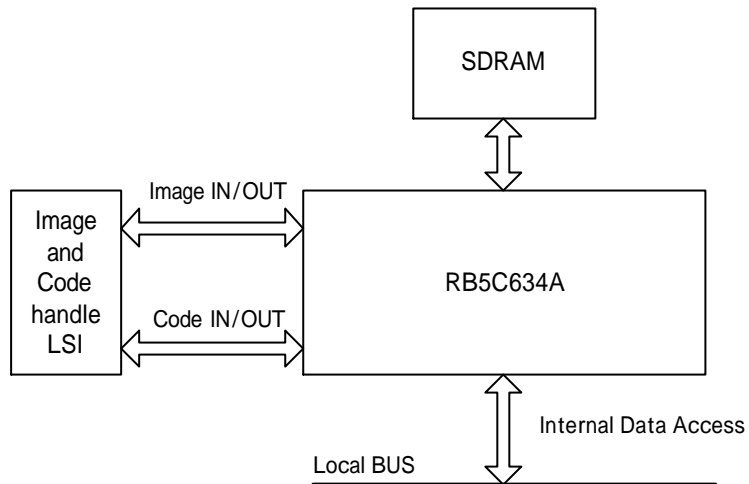 SDRAM
Image IN/OUT
Image
and
Code
handle
LSI
RB5C634A
Code IN/OUT
Internal Data Access
Local BUS